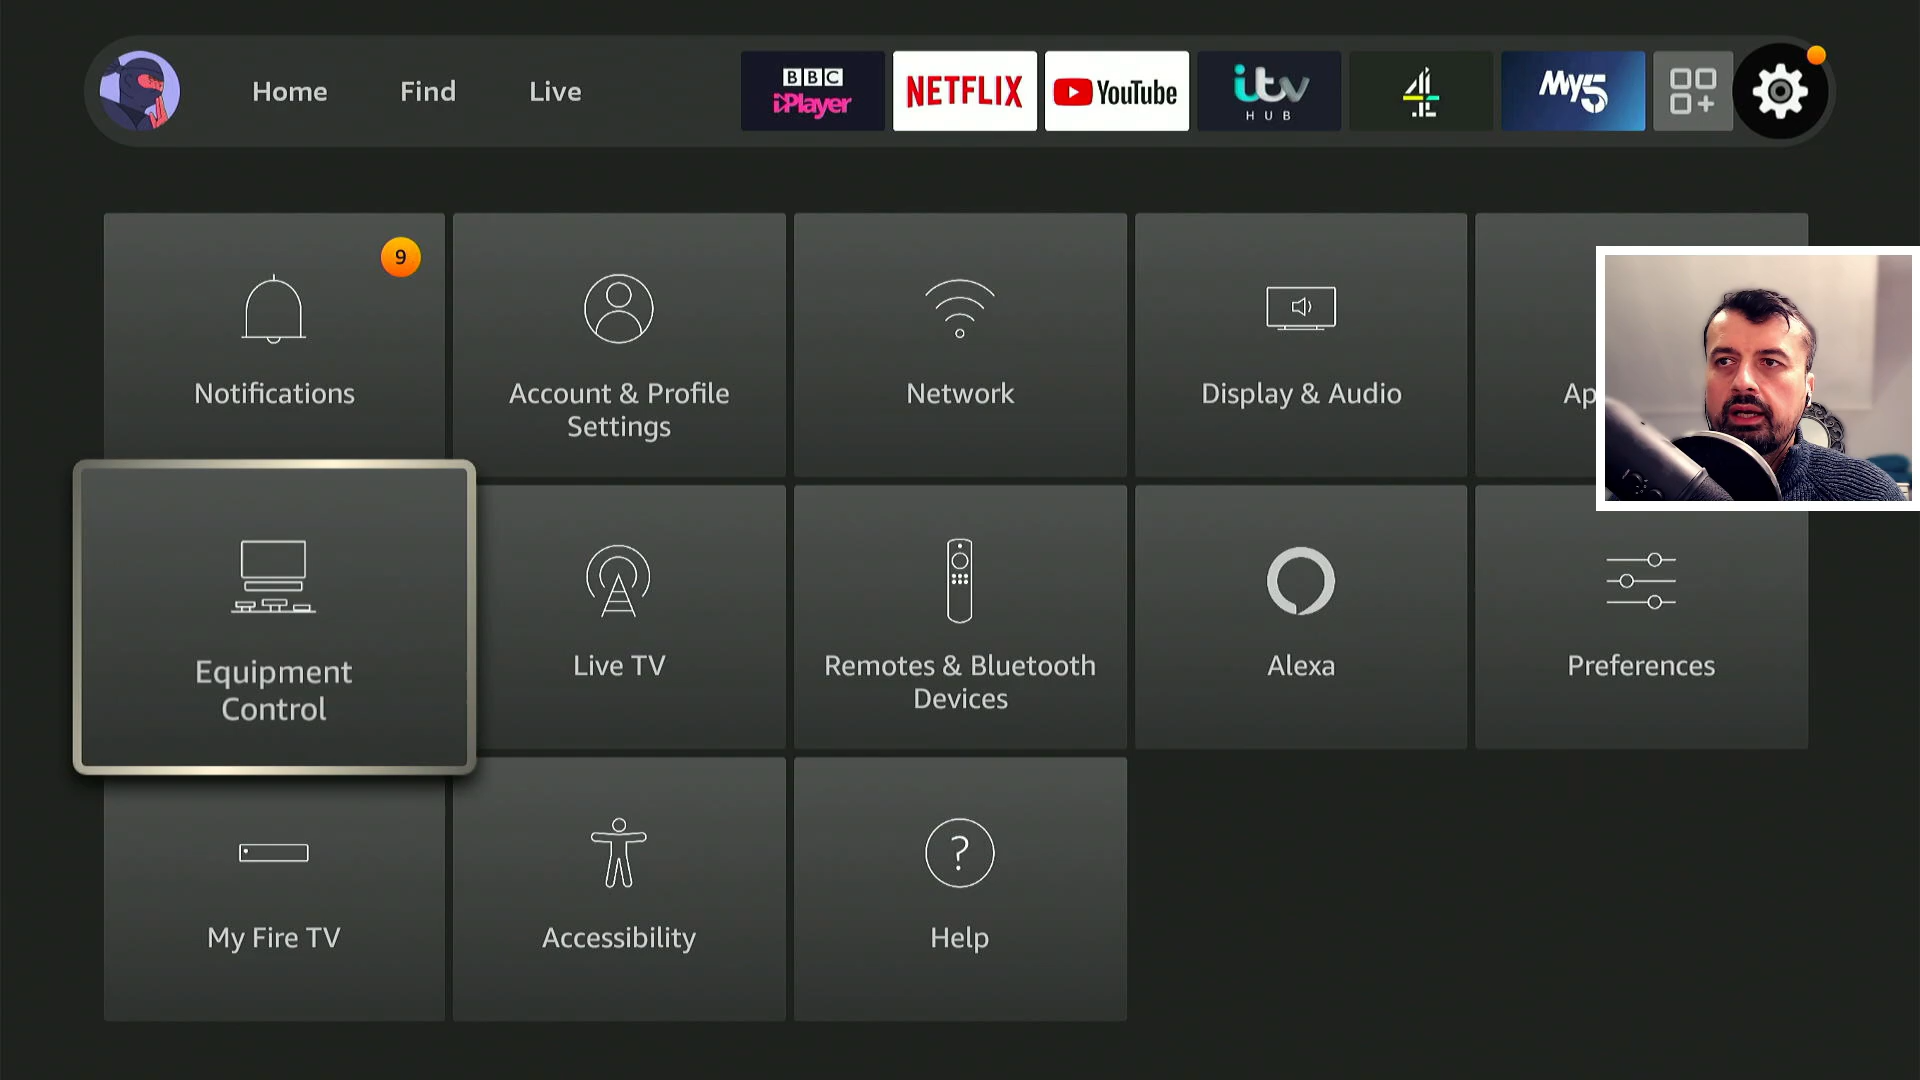 Home
Find
Live
BBC
iPLAYER
NETFLIX
YouTube
itv
HUB
4
My5
9
Notifications
Account & Profile
Settings
Network
Display & Audio
Ap
Equipment
Control
Live TV
Remotes & Bluetooth
Devices
Alexa
Preferences
My Fire TV
Accessibility
?
Help